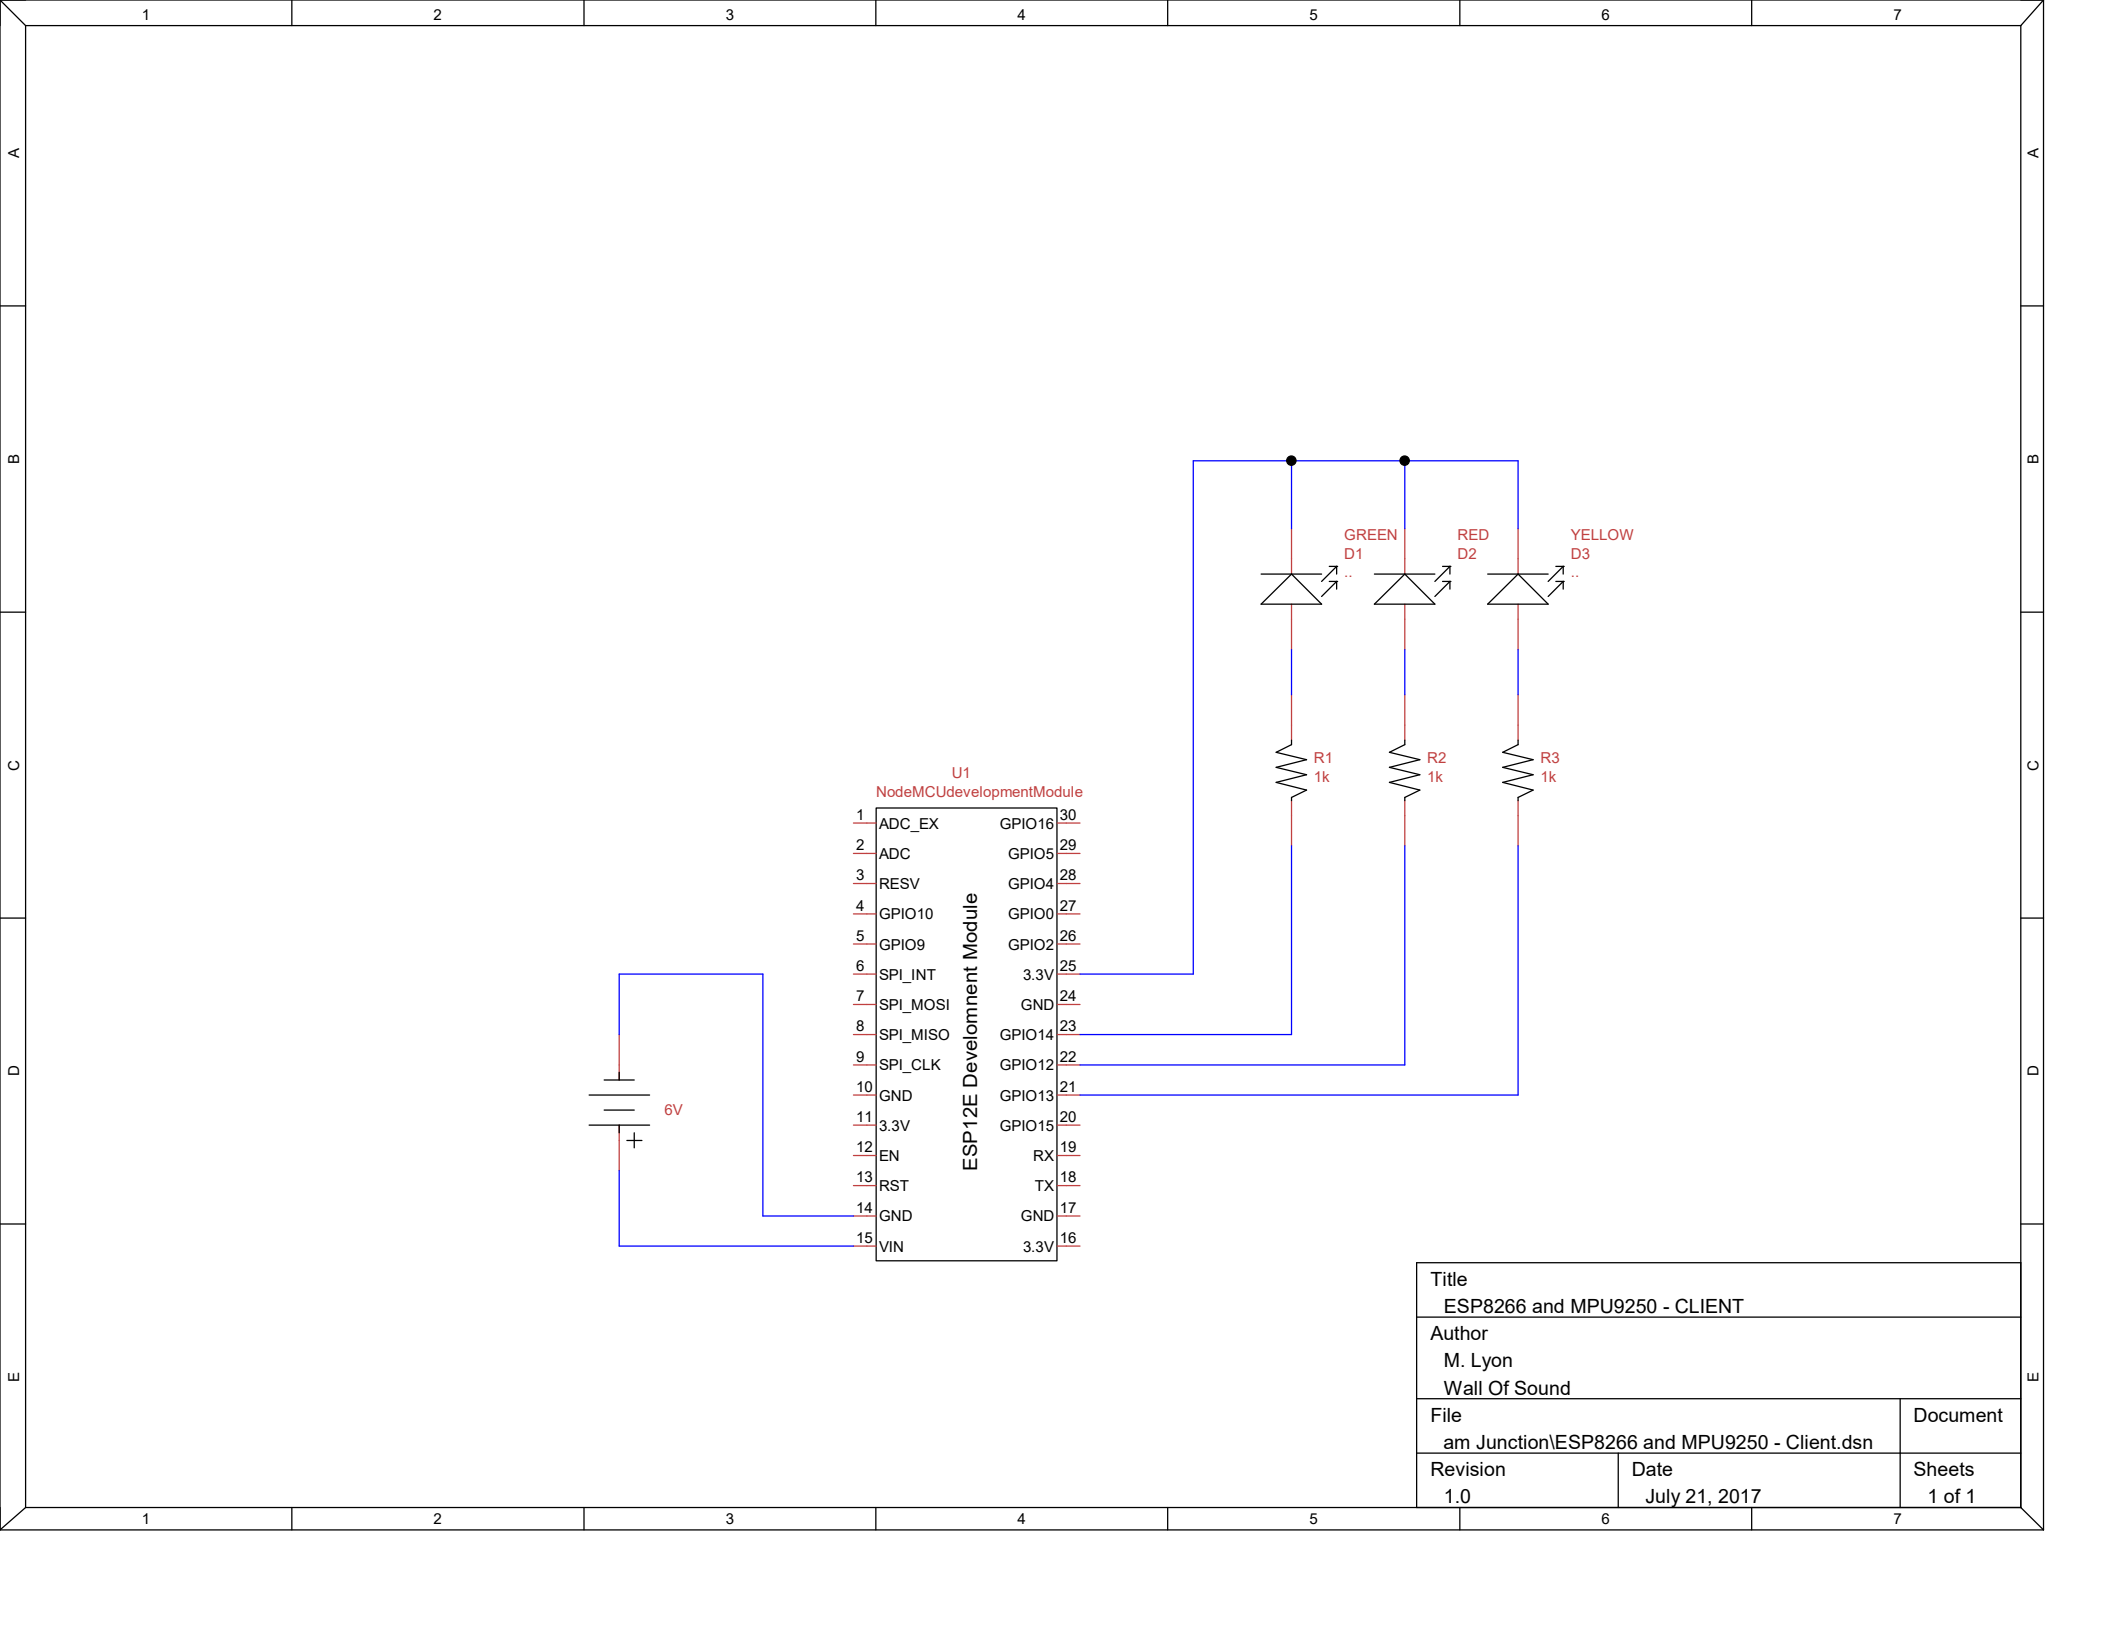 1 2 3 4 5 6 7
A A
B B
GREEN
D1
..
RED
D2
YELLOW
D3
..
C C
R1
1k
R2
1k
R3
1k
U1
NodeMCUdevelopmentModule
1 ADC_EX GPIO16 30
2 ADC GPIO5 29
3 RESV GPIO4 28
4 GPIO10 GPIO0 27
5 GPIO9 GPIO2 26
6 SPI_INT 3.3V 25
7 SPI_MOSI GND 24
8 SPI_MISO GPIO14 23
9 SPI_CLK GPIO12 22
10 GND GPIO13 21
11 3.3V GPIO15 20
12 EN RX 19
13 RST TX 18
14 GND GND 17
15 VIN 3.3V 16
ESP12E Develomnent Module
D D
6V
+
E E
Title
ESP8266 and MPU9250 - CLIENT
Author
M. Lyon
Wall Of Sound
File
am Junction\ESP8266 and MPU9250 - Client.dsn
Document
Revision
1.0
Date
July 21, 2017
Sheets
1 of 1
1 2 3 4 5 6 7